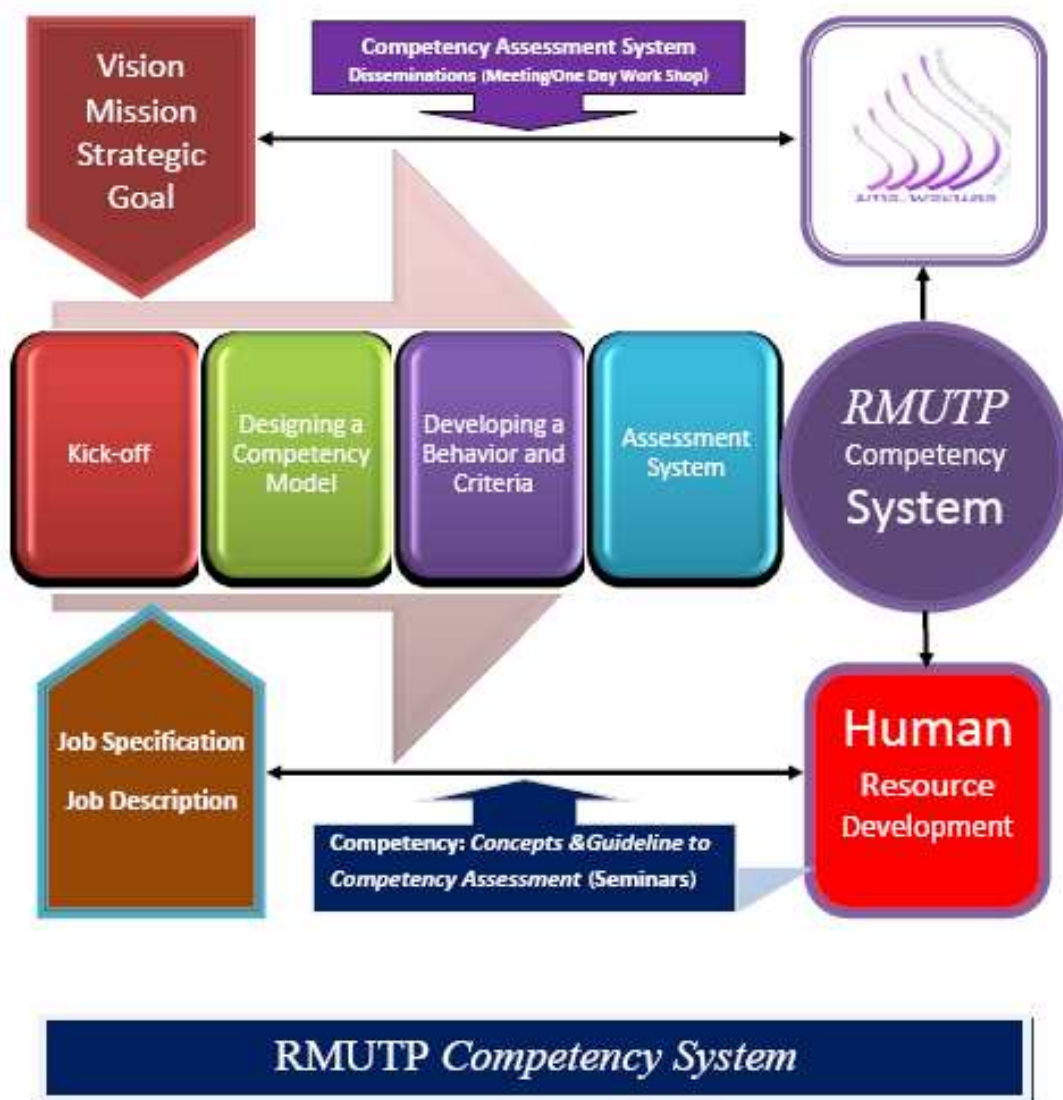 Vision
Mission
Strategic
Goal
Competency Assessment System
Disseminations (Meeting/One Day Work Shop)
Kick-off
Designing a
Competency
Model
Developing a
Behavior and
Criteria
Assessment
System
RMUTP
Competency
System
Job Specification
Job Description
Competency: Concepts &Guideline to
Competency Assessment (Seminars)
Human
Resource
Development
RMUTP Competency System